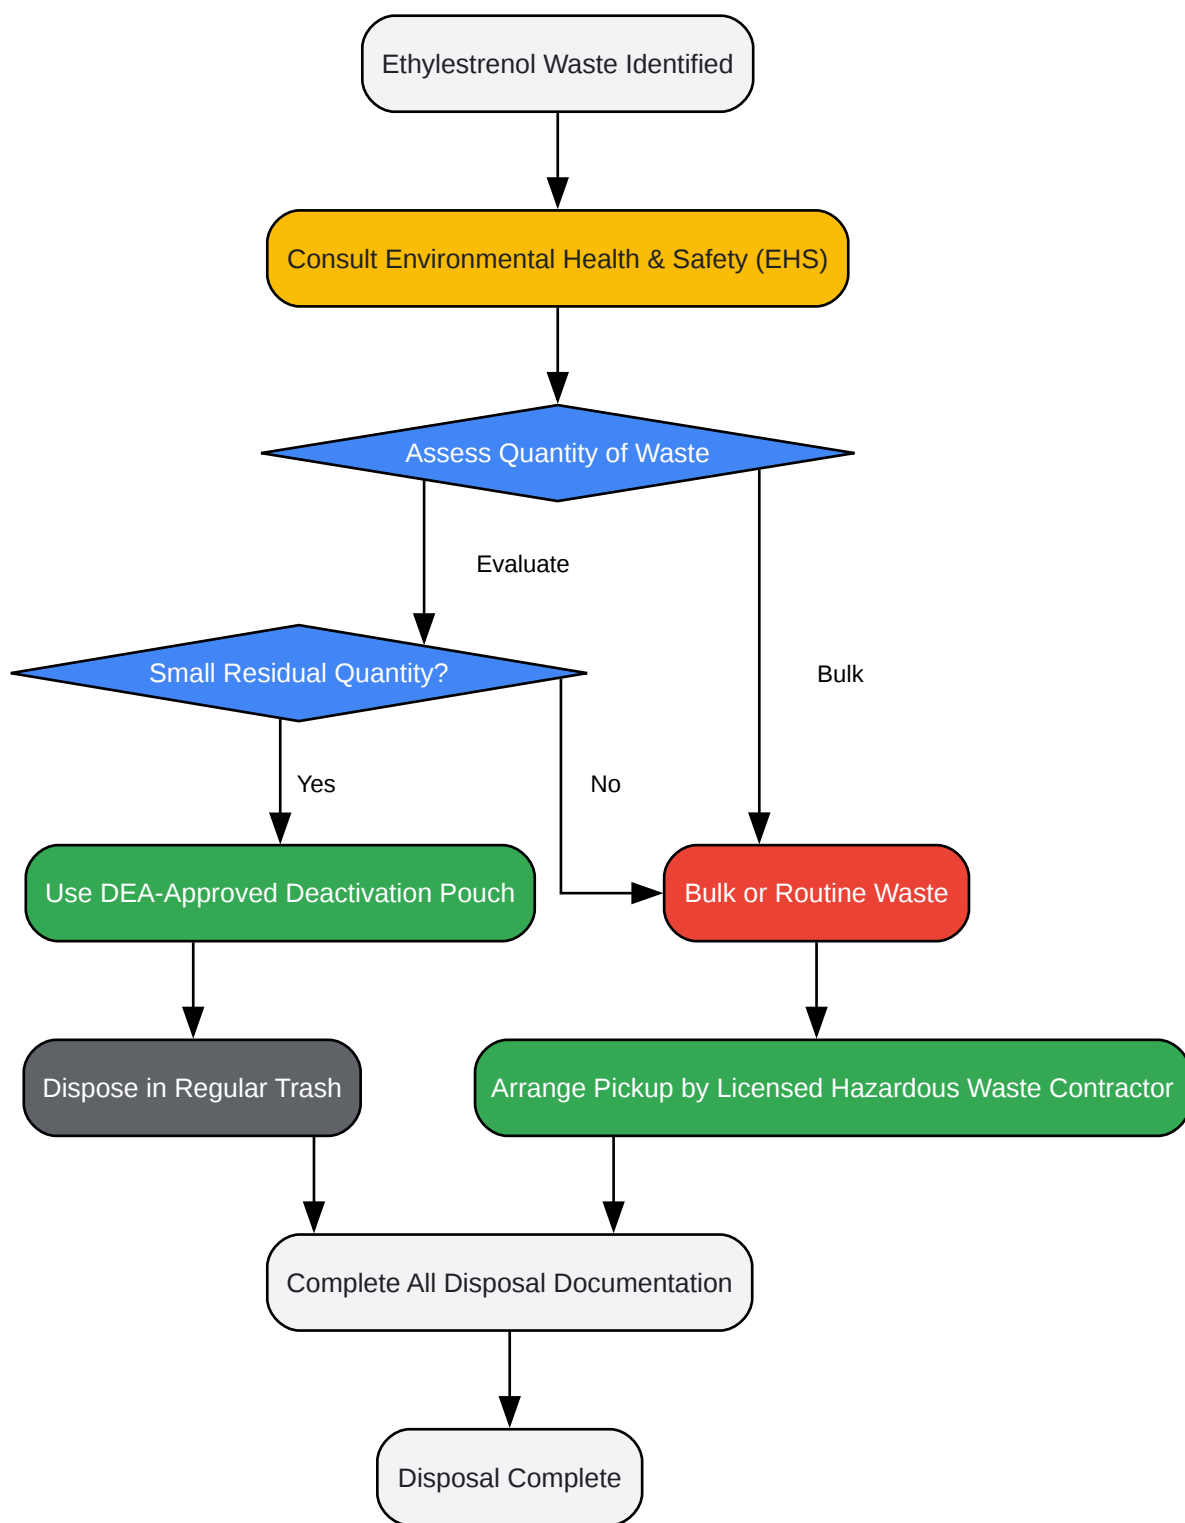 Ethylestrenol Waste Identified
Consult Environmental Health & Safety (EHS)
Assess Quantity of Waste
Evaluate
Small Residual Quantity?
Bulk
Yes
No
Use DEA-Approved Deactivation Pouch
Bulk or Routine Waste
Dispose in Regular Trash
Arrange Pickup by Licensed Hazardous Waste Contractor
Complete All Disposal Documentation
Disposal Complete